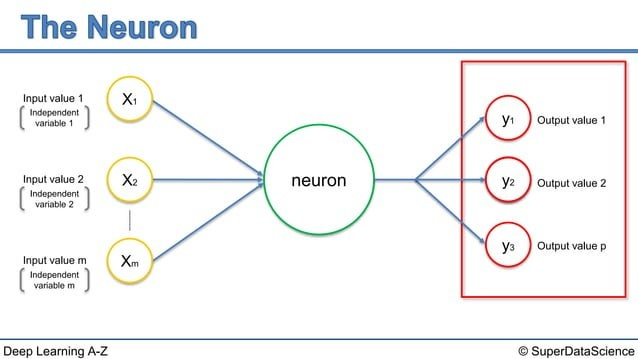 The Neuron
Input value 1
Independent
variable 1
X1
Input value 2
Independent
variable 2
X2
Input value m
Independent
variable m
Xm
neuron
y1
Output value 1
y2
Output value 2
y3
Output value p
Deep Learning A-Z
© SuperDataScience